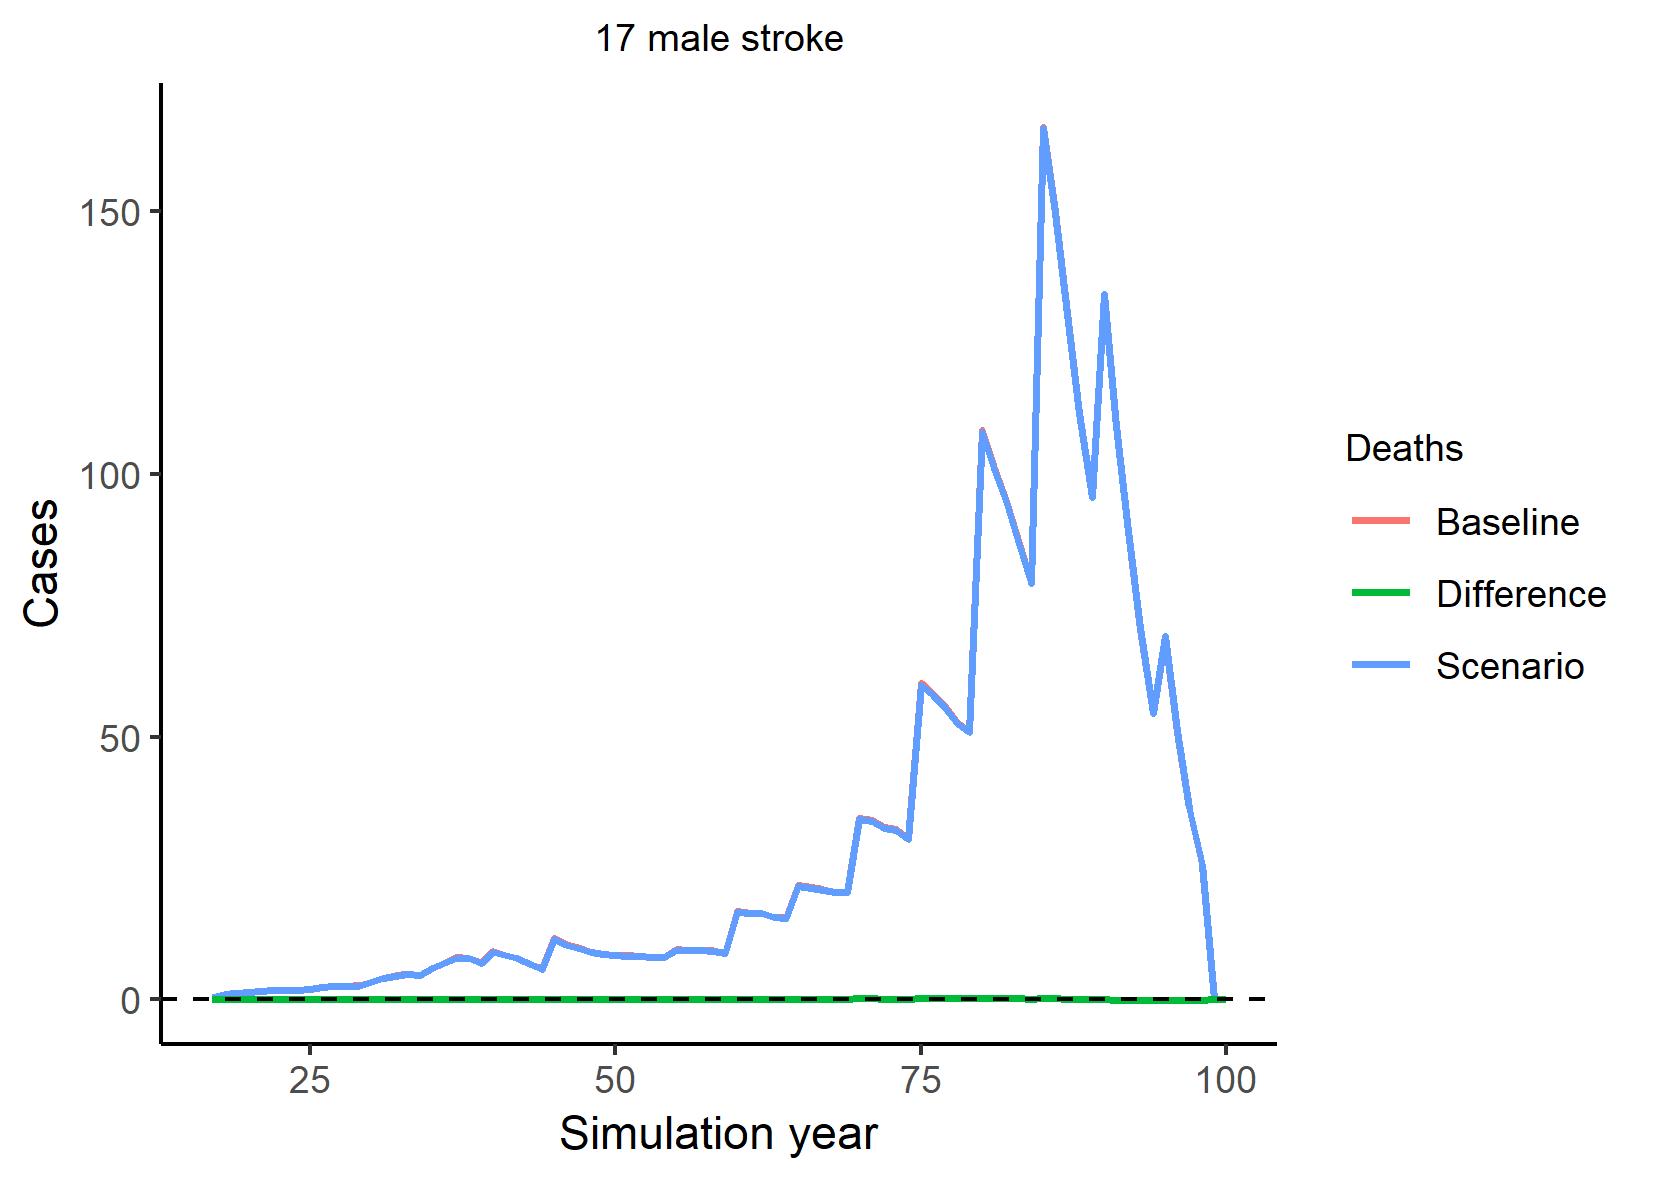 17 male stroke
Cases
150
100
50
0
25 50 75 100
Simulation year
Deaths
Baseline
Difference
Scenario